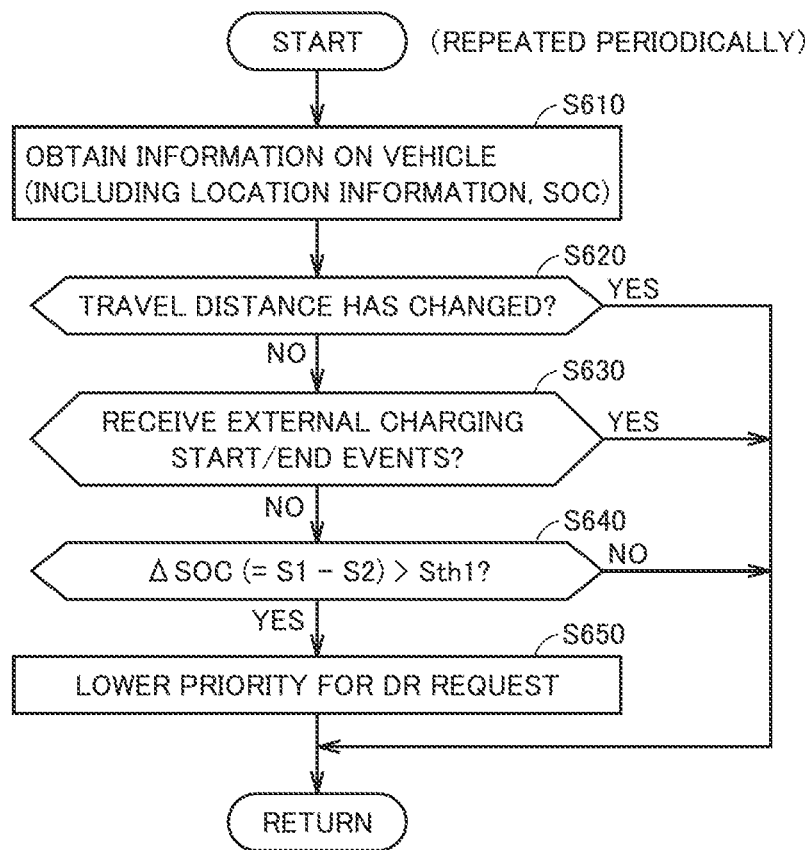 START
(REPEATED PERIODICALLY)
S610
OBTAIN INFORMATION ON VEHICLE
(INCLUDING LOCATION INFORMATION, SOC)
S620
TRAVEL DISTANCE HAS CHANGED?
YES
NO
S630
RECEIVE EXTERNAL CHARGING
START/END EVENTS?
YES
NO
S640
Δ SOC (= S1 - S2) > Sth1?
NO
YES
S650
LOWER PRIORITY FOR DR REQUEST
RETURN